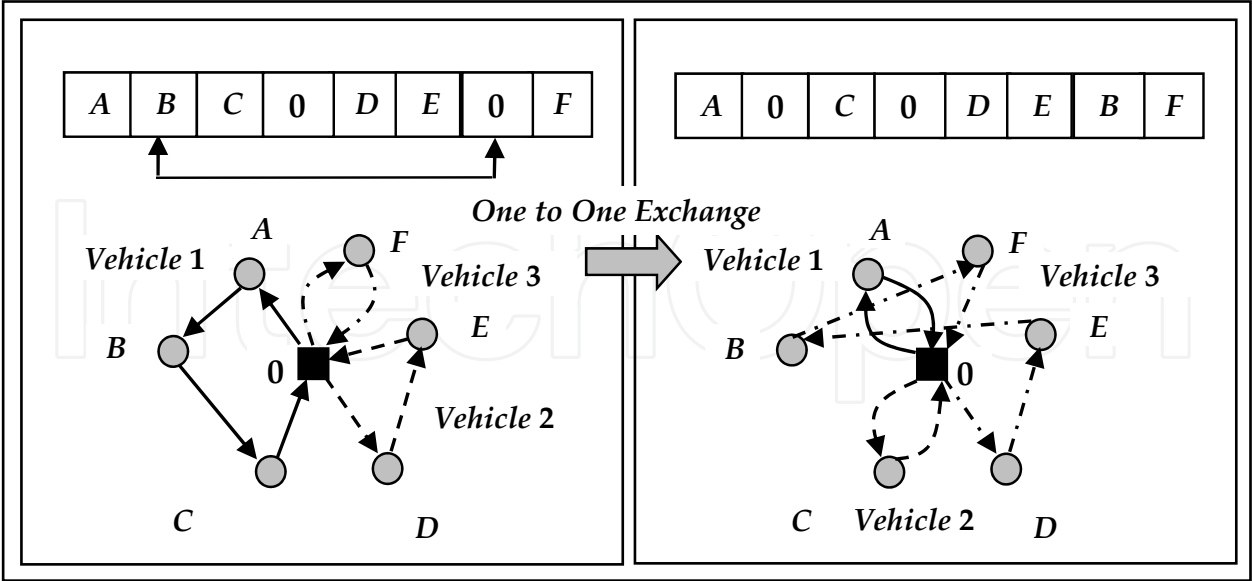 A B C 0 D E 0 F
A 0 C 0 D E B F
One to One Exchange
A
F
Vehicle 1
Vehicle 3
B
E
0
Vehicle 2
C
D
A
F
Vehicle 1
Vehicle 3
B
E
0
C
Vehicle 2
D
IntechOpen